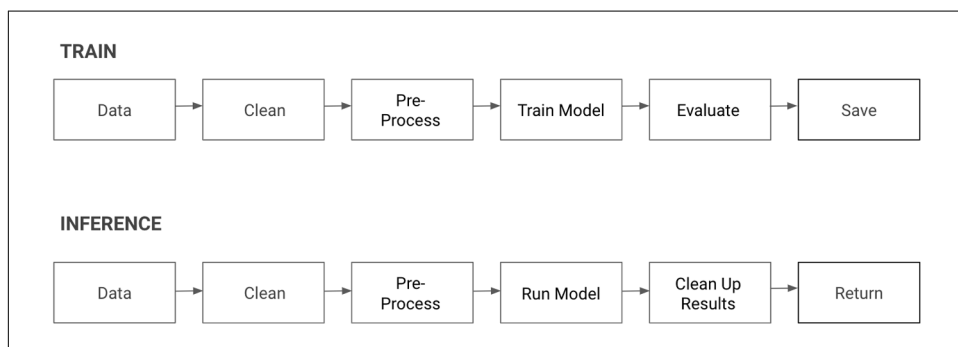 TRAIN
Data
Clean
Pre-
Process
Train Model
Evaluate
Save
INFERENCE
Data
Clean
Pre-
Process
Run Model
Clean Up
Results
Return